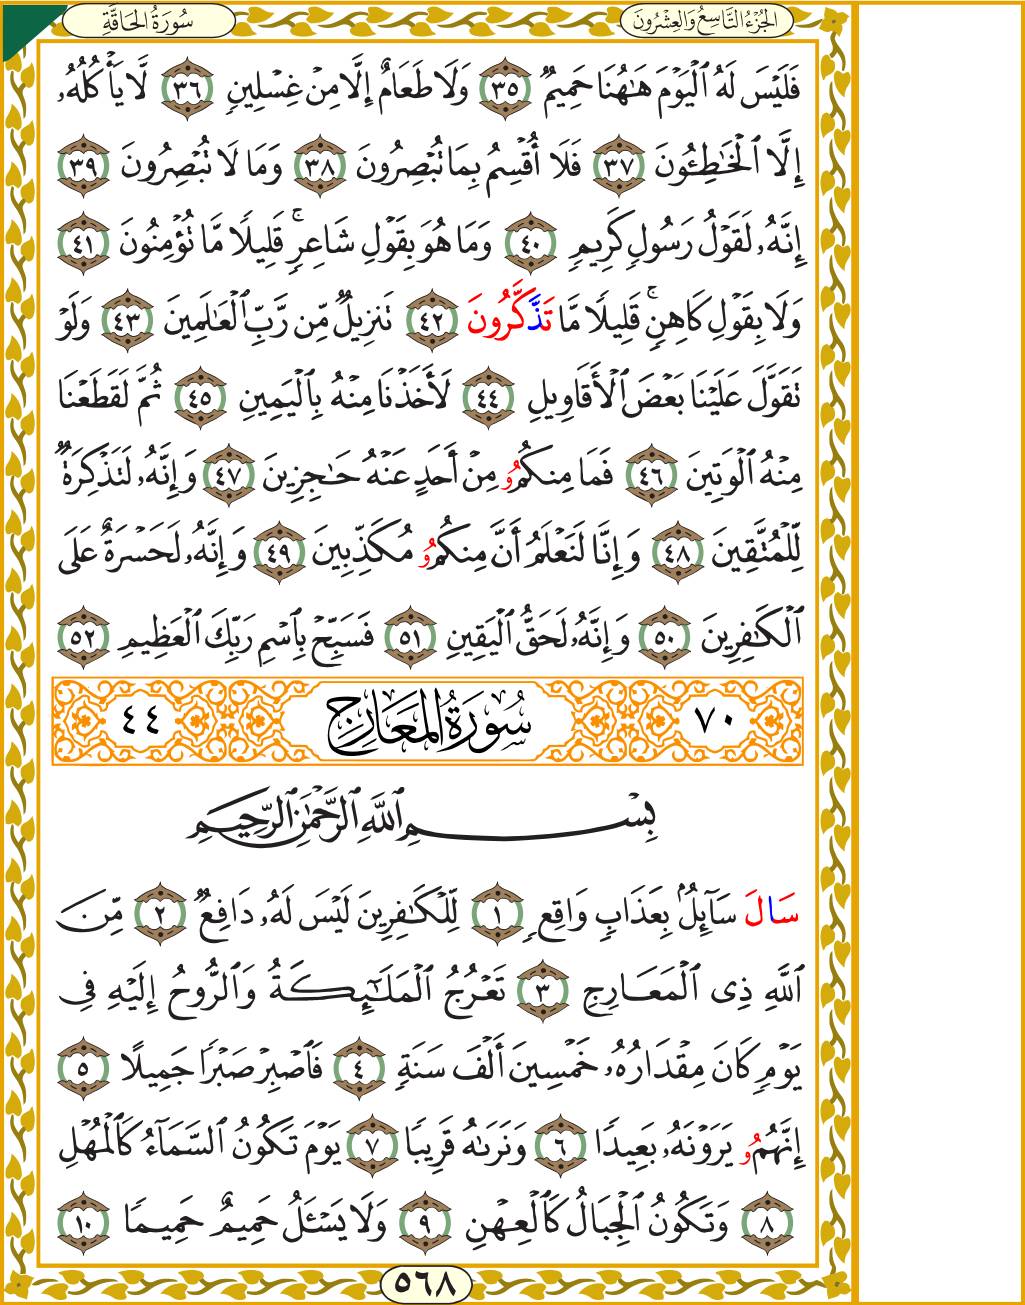 الجُزْءُ التَّاسِعُ وَالعِشْرُونَ
سُورَةُ الحَاقَّةِ
فَلَيْسَ لَهُ ٱلْيَوْمَ هَـٰهُنَا حَمِيمٌ ٣٥ وَلَا طَعَامٌ إِلَّا مِنْ غِسْلِينٍ ٣٦ لَّا يَأْكُلُهُۥ
إِلَّا ٱلْخَـٰطِـُٔونَ ٣٧ فَلَا أُقْسِمُ بِمَا تُبْصِرُونَ ٣٨ وَمَا لَا تُبْصِرُونَ ٣٩
إِنَّهُۥ لَقَوْلُ رَسُولٍ كَرِيمٍ ٤٠ وَمَا هُوَ بِقَوْلِ شَاعِرٍ ۚ قَلِيلًا مَّا تُؤْمِنُونَ ٤١
وَلَا بِقَوْلِ كَاهِنٍ ۚ قَلِيلًا مَّا تَذَّكَّرُونَ ٤٢ تَنزِيلٌ مِّن رَّبِّ ٱلْعَـٰلَمِينَ ٤٣ وَلَوْ
تَقَوَّلَ عَلَيْنَا بَعْضَ ٱلْأَقَاوِيلِ ٤٤ لَأَخَذْنَا مِنْهُ بِٱلْيَمِينِ ٤٥ ثُمَّ لَقَطَعْنَا
مِنْهُ ٱلْوَتِينَ ٤٦ فَمَا مِنكُمُو مِنْ أَحَدٍ عَنْهُ حَـٰجِزِينَ ٤٧ وَإِنَّهُۥ لَتَذْكِرَةٌ
لِّلْمُتَّقِينَ ٤٨ وَإِنَّا لَنَعْلَمُ أَنَّ مِنكُمُو مُكَذِّبِينَ ٤٩ وَإِنَّهُۥ لَحَسْرَةٌ عَلَى
ٱلْكَـٰفِرِينَ ٥٠ وَإِنَّهُۥ لَحَقُّ ٱلْيَقِينِ ٥١ فَسَبِّحْ بِٱسْمِ رَبِّكَ ٱلْعَظِيمِ ٥٢
٧٠ سُورَةُ المَعَارِجِ ٤٤
بِسْمِ ٱللَّهِ ٱلرَّحْمَـٰنِ ٱلرَّحِيمِ
سَالَ سَآئِلٌۢ بِعَذَابٍ وَاقِعٍ ١ لِّلْكَـٰفِرِينَ لَيْسَ لَهُۥ دَافِعٌ ٢ مِّنَ
ٱللَّهِ ذِى ٱلْمَعَارِجِ ٣ تَعْرُجُ ٱلْمَلَـٰٓئِكَةُ وَٱلرُّوحُ إِلَيْهِ فِى
يَوْمٍ كَانَ مِقْدَارُهُۥ خَمْسِينَ أَلْفَ سَنَةٍ ٤ فَٱصْبِرْ صَبْرًا جَمِيلًا ٥
إِنَّهُمُو يَرَوْنَهُۥ بَعِيدًا ٦ وَنَرَىٰهُ قَرِيبًا ٧ يَوْمَ تَكُونُ ٱلسَّمَآءُ كَٱلْمُهْلِ
٨ وَتَكُونُ ٱلْجِبَالُ كَٱلْعِهْنِ ٩ وَلَا يَسْـَٔلُ حَمِيمٌ حَمِيمًا ١٠
٥٦٨